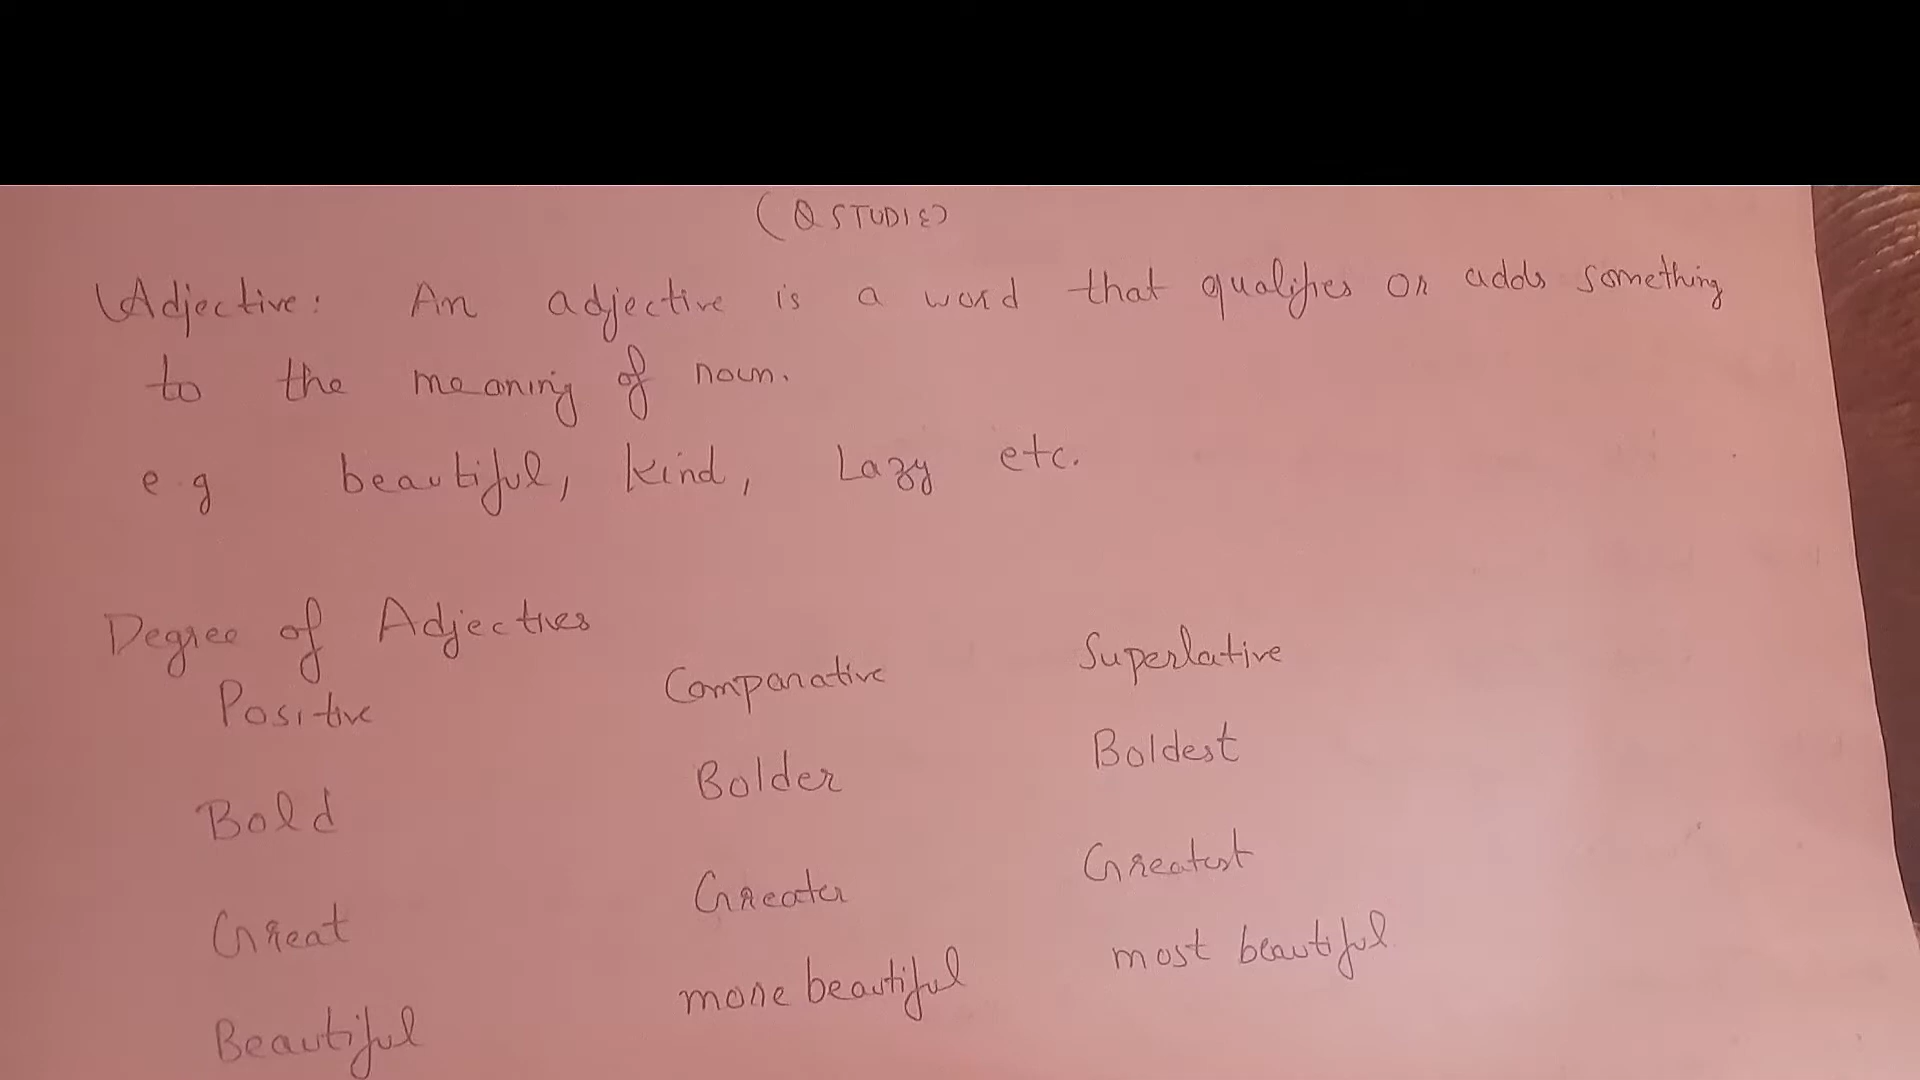 (QSTUDIE)
Adjective: An adjective is a word that qualifies or adds something
to the meaning of noun.
e.g beautiful, kind, Lazy etc.
Degree of Adjectives
Positive Comparative Superlative
Bold Bolder Boldest
Great Greater Greatest
Beautiful more beautiful most beautiful